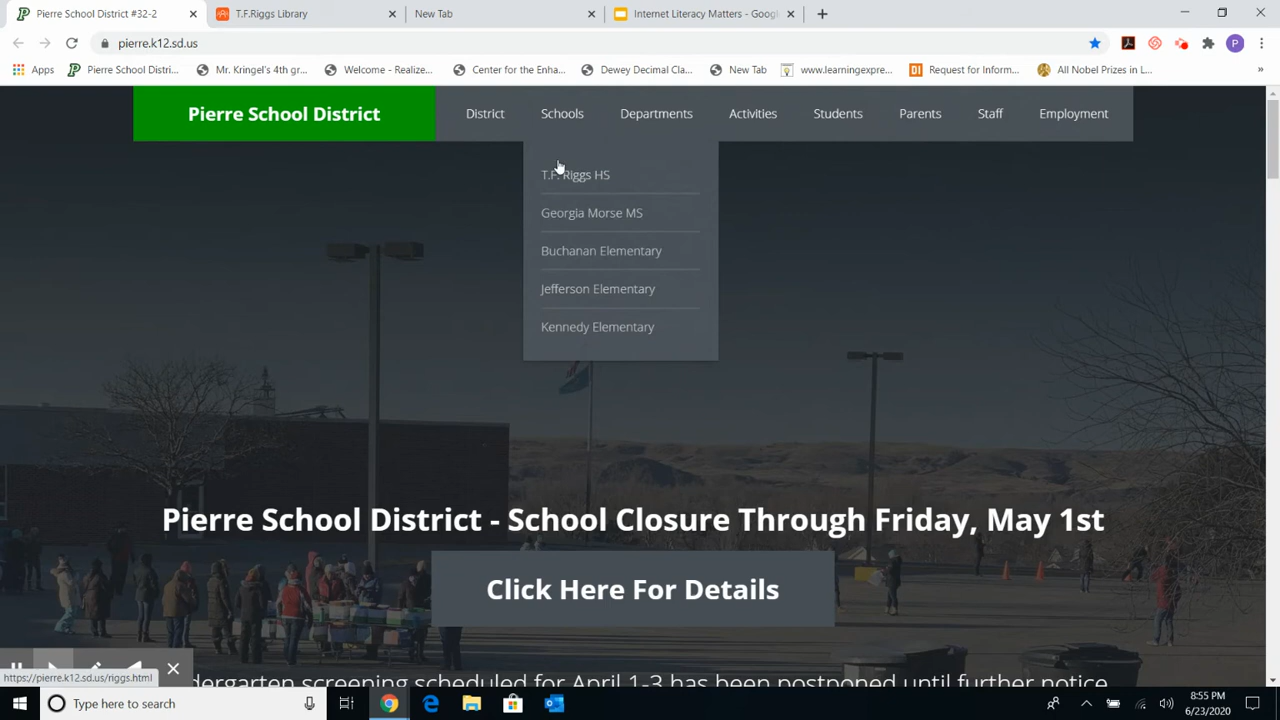 Pierre School District #32-2
T.F.Riggs Library
New Tab
Internet Literacy Matters - Goog
pierre.k12.sd.us
P
Apps
Pierre School Distri...
Mr. Kringel's 4th gr...
Welcome - Realize...
Center for the Enha...
Dewey Decimal Cla...
New Tab
www.learningexpre...
Request for Inform...
All Nobel Prizes in L...
Pierre School District
District
Schools
Departments
Activities
Students
Parents
Staff
Employment
T.F. Riggs HS
Georgia Morse MS
Buchanan Elementary
Jefferson Elementary
Kennedy Elementary
Pierre School District - School Closure Through Friday, May 1st
Click Here For Details
ndergarten screening scheduled for April 1-3 has been postponed until further notice
https://pierre.k12.sd.us/riggs.html
Type here to search
8:55 PM
6/23/2020